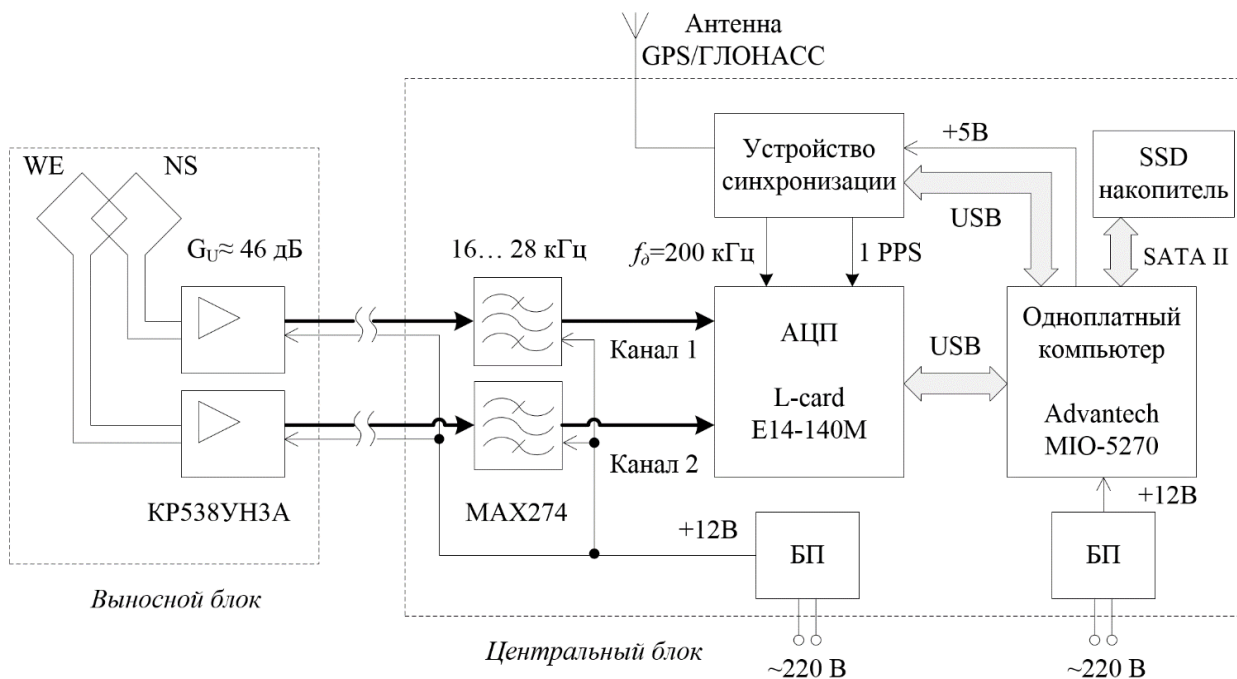 Антенна
GPS/ГЛОНАСС
WE
NS
G_U≈ 46 дБ
КР538УН3А
Выносной блок
16… 28 кГц
MAX274
Канал 1
Канал 2
Устройство
синхронизации
f_д=200 кГц
1 PPS
АЦП
L-card
E14-140M
+5В
USB
SSD
накопитель
SATA II
USB
Одноплатный
компьютер
Advantech
MIO-5270
+12В
БП
+12В
БП
~220 В
~220 В
Центральный блок